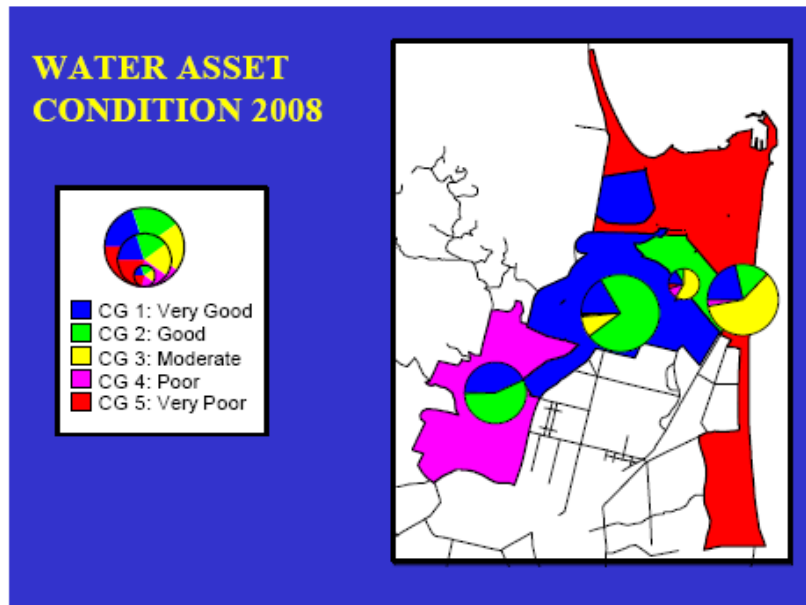 WATER ASSET
CONDITION 2008
CG 1: Very Good
CG 2: Good
CG 3: Moderate
CG 4: Poor
CG 5: Very Poor